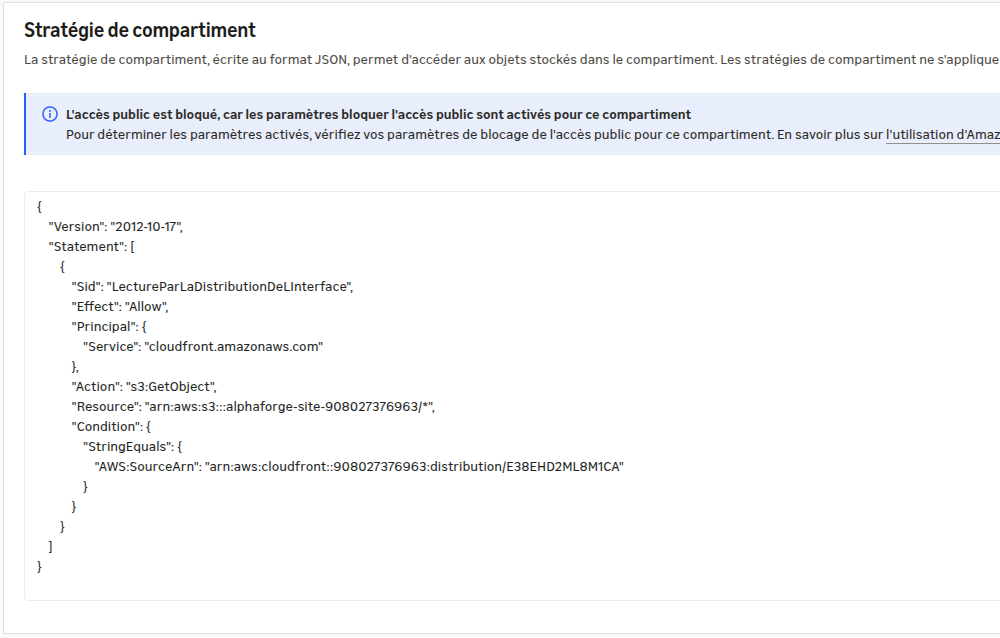 Stratégie de compartiment
La stratégie de compartiment, écrite au format JSON, permet d'accéder aux objets stockés dans le compartiment. Les stratégies de compartiment ne s'applique
L'accès public est bloqué, car les paramètres bloquer l'accès public sont activés pour ce compartiment
Pour déterminer les paramètres activés, vérifiez vos paramètres de blocage de l'accès public pour ce compartiment. En savoir plus sur l'utilisation d'Amaz
{
"Version": "2012-10-17",
"Statement": [
{
"Sid": "LectureParLaDistributionDeLInterface",
"Effect": "Allow",
"Principal": {
"Service": "cloudfront.amazonaws.com"
},
"Action": "s3:GetObject",
"Resource": "arn:aws:s3:::alphaforge-site-908027376963/*",
"Condition": {
"StringEquals": {
"AWS:SourceArn": "arn:aws:cloudfront::908027376963:distribution/E38EHD2ML8M1CA"
}
}
}
]
}